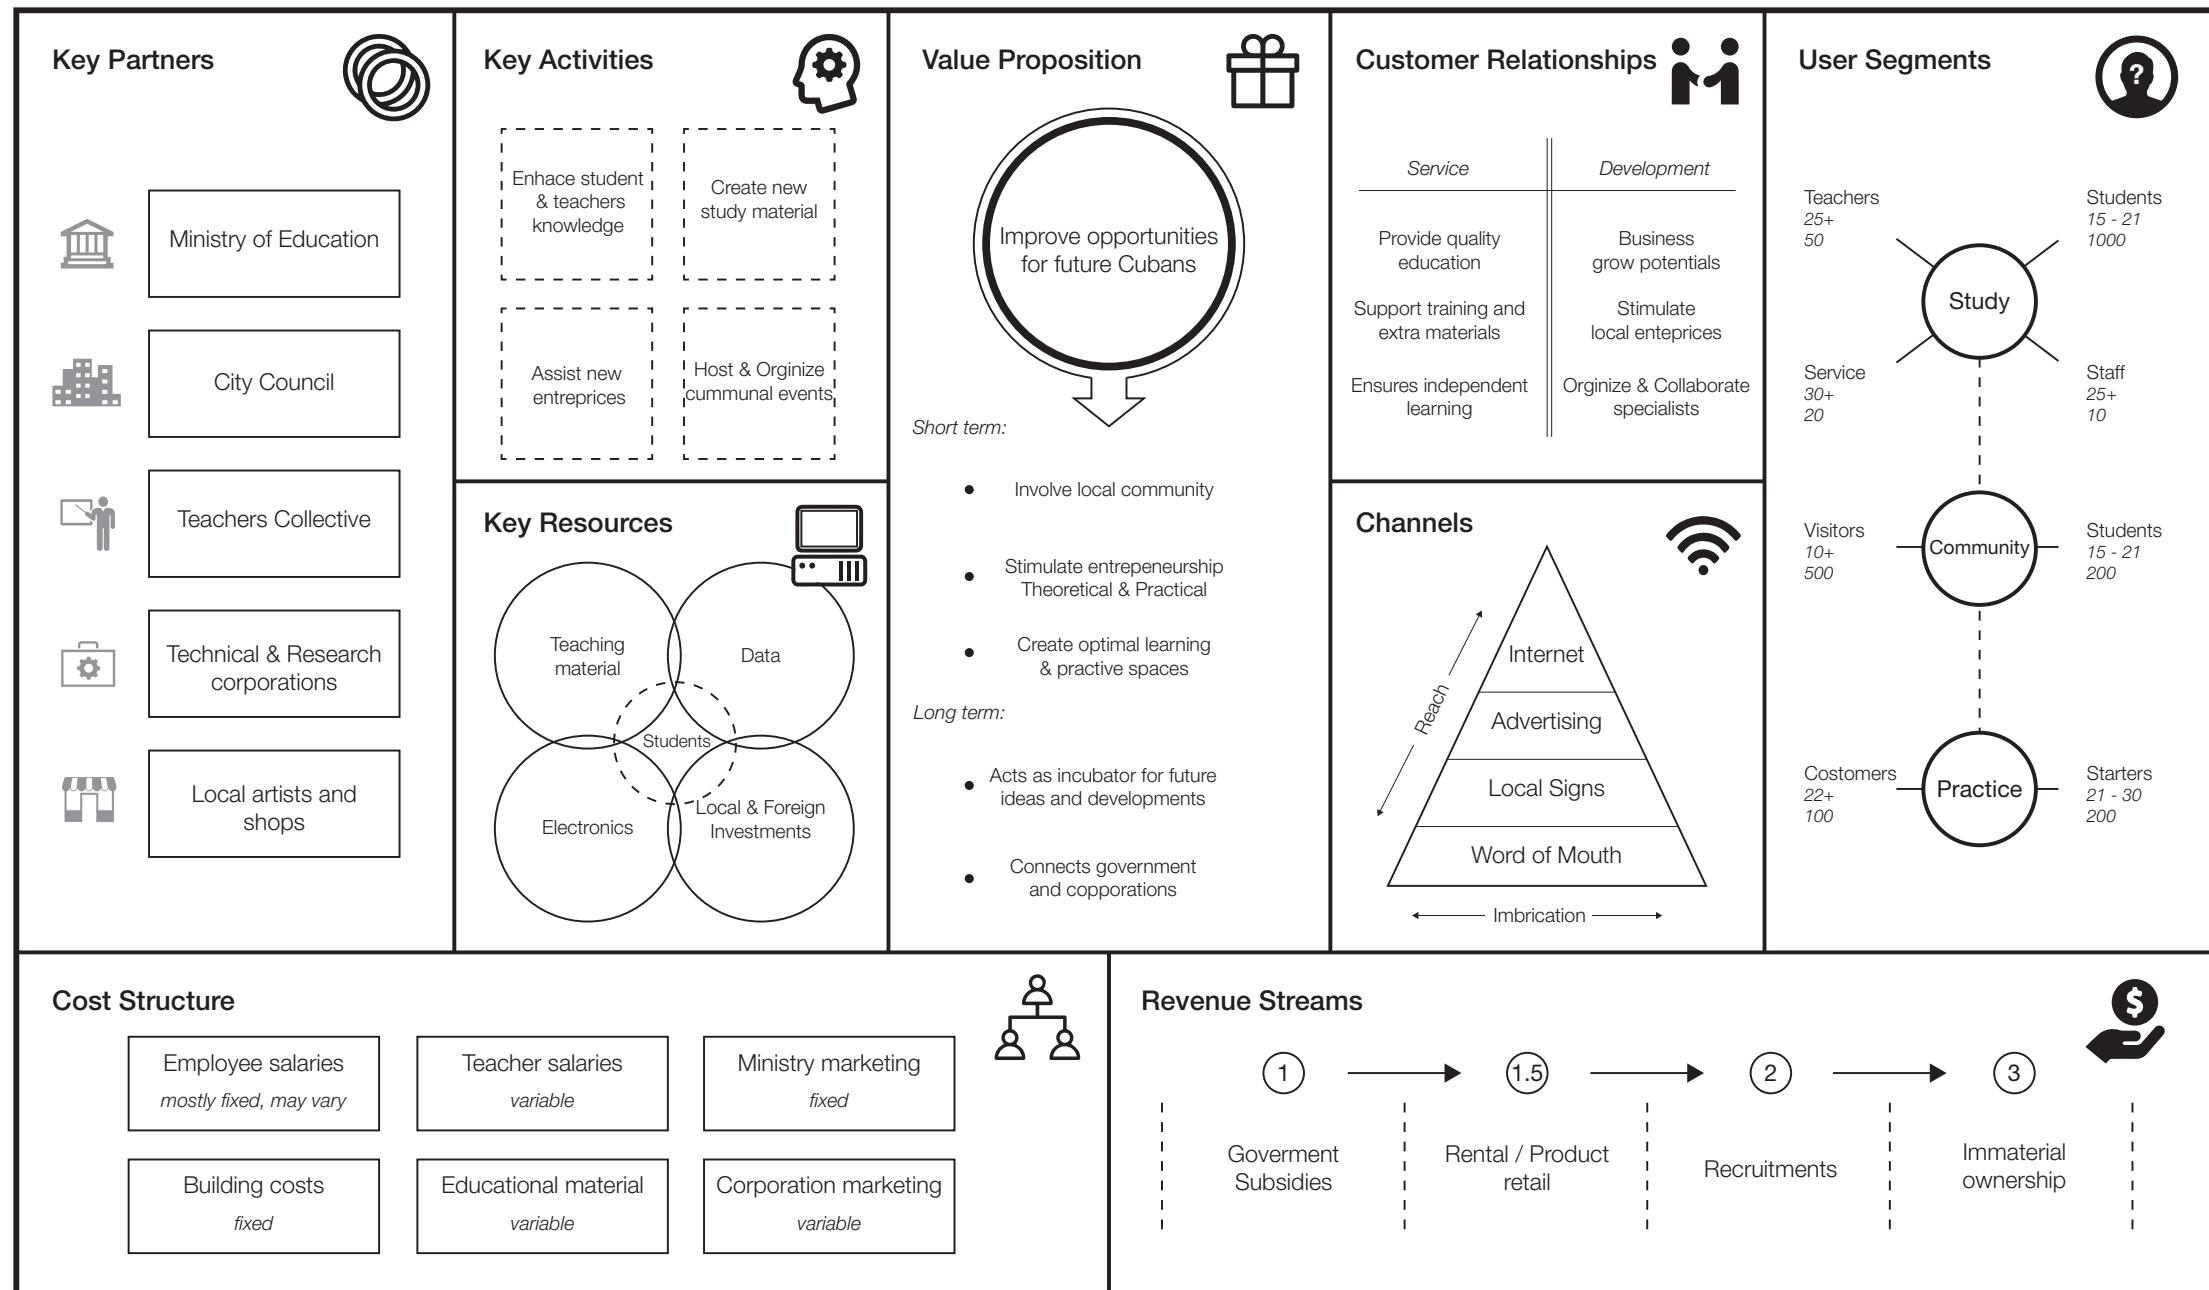 Key Partners
Ministry of Education
City Council
Teachers Collective
Technical & Research
corporations
Local artists and
shops
Key Activities
Enhace student
& teachers
knowledge
Create new
study material
Assist new
entreprices
Host & Orginize
cummunal events
Key Resources
Teaching
material
Data
Students
Electronics
Local & Foreign
Investments
Value Proposition
Improve opportunities
for future Cubans
Short term:
Involve local community
Stimulate entrepeneurship
Theoretical & Practical
Create optimal learning
& practive spaces
Long term:
Acts as incubator for future
ideas and developments
Connects government
and copporations
Customer Relationships
Service
Development
Provide quality
education
Business
grow potentials
Support training and
extra materials
Stimulate
local enteprices
Ensures independent
learning
Orginize & Collaborate
specialists
Channels
Internet
Advertising
Local Signs
Word of Mouth
Reach
Imbrication
User Segments
?
Teachers
25+
50
Students
15 - 21
1000
Study
Service
30+
20
Staff
25+
10
Visitors
10+
500
Community
Students
15 - 21
200
Costomers
22+
100
Practice
Starters
21 - 30
200
Cost Structure
Employee salaries
mostly fixed, may vary
Teacher salaries
variable
Ministry marketing
fixed
Building costs
fixed
Educational material
variable
Corporation marketing
variable
Revenue Streams
$
1
1.5
2
3
Goverment
Subsidies
Rental / Product
retail
Recruitments
Immaterial
ownership